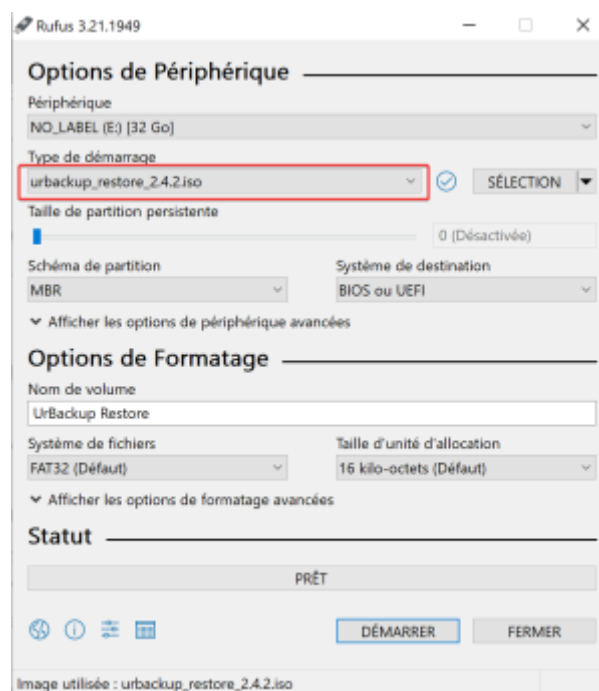 Rufus 3.21.1949
Options de Périphérique
Périphérique
NO_LABEL (E:) [32 Go]
Type de démarrage
urbackup_restore_2.4.2.iso SÉLECTION
Taille de partition persistente
0 (Désactivée)
Schéma de partition Système de destination
MBR BIOS ou UEFI
Afficher les options de périphérique avancées
Options de Formatage
Nom de volume
UrBackup Restore
Système de fichiers Taille d'unité d'allocation
FAT32 (Défaut) 16 kilo-octets (Défaut)
Afficher les options de formatage avancées
Statut
PRÊT
DÉMARRER FERMER
Image utilisée : urbackup_restore_2.4.2.iso